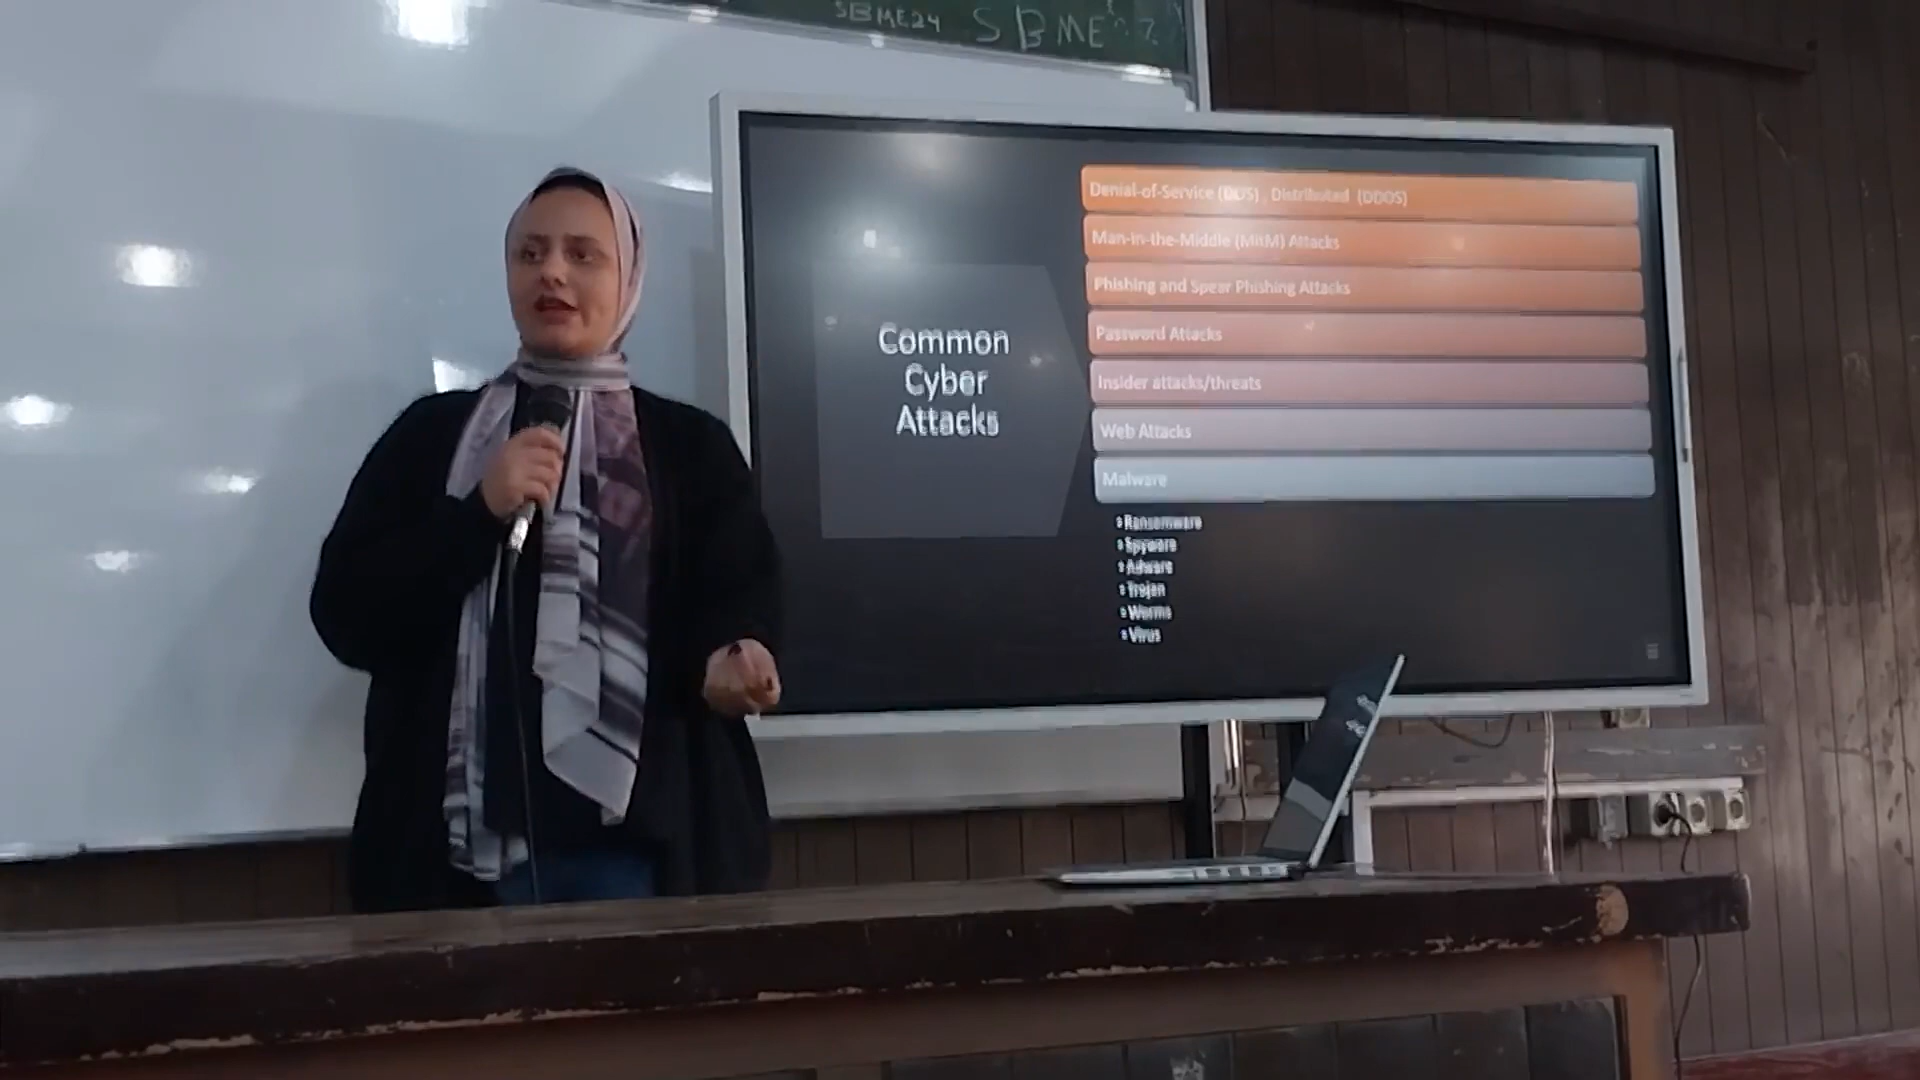 SBME24 SBME
Common
Cyber
Attacks
Denial-of-Service (DOS) , Distributed (DDOS)
Man-in-the-Middle (MitM) Attacks
Phishing and Spear Phishing Attacks
Password Attacks
Insider attacks/threats
Web Attacks
Malware
Ransomware
Spyware
Adware
Trojan
Worms
Virus